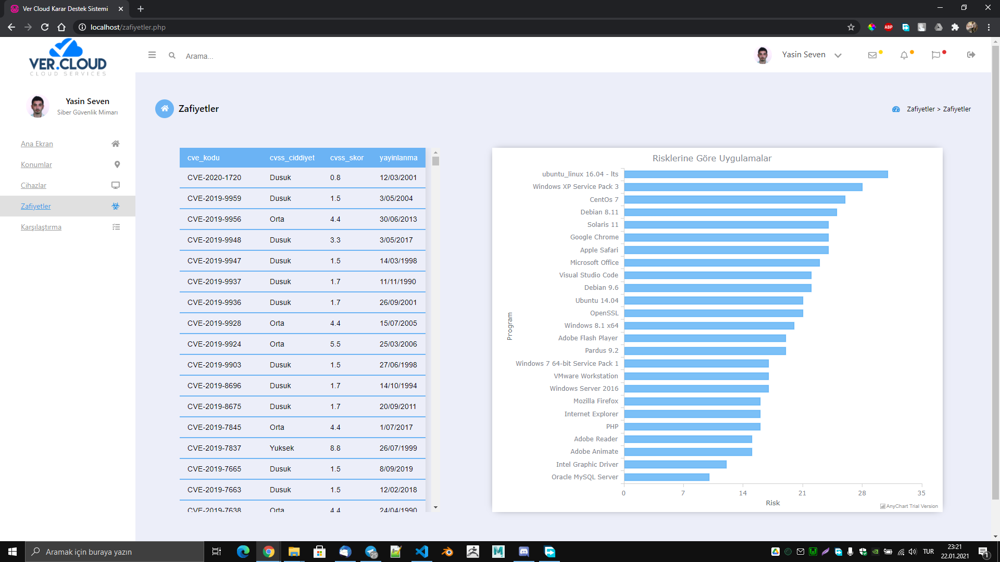 Ver Cloud Karar Destek Sistemi
localhost/zafiyetler.php
ABP
VER.CLOUD
CLOUD SERVICES
Arama...
Yasin Seven
Yasin Seven
Siber Güvenlik Mimarı
Ana Ekran
Konumlar
Cihazlar
Zafiyetler
Karşılaştırma
Zafiyetler
Zafiyetler > Zafiyetler
cve_kodu cvss_ciddiyet cvss_skor yayinlanma
CVE-2020-1720 Dusuk 0.8 12/03/2001
CVE-2019-9959 Dusuk 1.5 3/05/2004
CVE-2019-9956 Orta 4.4 30/06/2013
CVE-2019-9948 Dusuk 3.3 3/05/2017
CVE-2019-9947 Dusuk 1.5 14/03/1998
CVE-2019-9937 Dusuk 1.7 11/11/1990
CVE-2019-9936 Dusuk 1.7 26/09/2001
CVE-2019-9928 Orta 4.4 15/07/2005
CVE-2019-9924 Orta 5.5 25/03/2006
CVE-2019-9903 Dusuk 1.5 27/06/1998
CVE-2019-8696 Dusuk 1.7 14/10/1994
CVE-2019-8675 Dusuk 1.7 20/09/2011
CVE-2019-7845 Orta 4.4 1/07/2017
CVE-2019-7837 Yuksek 8.8 26/07/1999
CVE-2019-7665 Dusuk 1.5 8/09/2019
CVE-2019-7663 Dusuk 1.5 12/02/2018
CVE-2019-7638 Orta 4.4 24/04/1990
Risklerine Göre Uygulamalar
Program
ubuntu_linux 16.04 - lts
Windows XP Service Pack 3
CentOs 7
Debian 8.11
Solaris 11
Google Chrome
Apple Safari
Microsoft Office
Visual Studio Code
Debian 9.6
Ubuntu 14.04
OpenSSL
Windows 8.1 x64
Adobe Flash Player
Pardus 9.2
Windows 7 64-bit Service Pack 1
VMware Workstation
Windows Server 2016
Mozilla Firefox
Internet Explorer
PHP
Adobe Reader
Adobe Animate
Intel Graphic Driver
Oracle MySQL Server
0 7 14 21 28 35
Risk
AnyChart Trial Version
Aramak için buraya yazın
25
TUR
23:21
22.01.2021
1